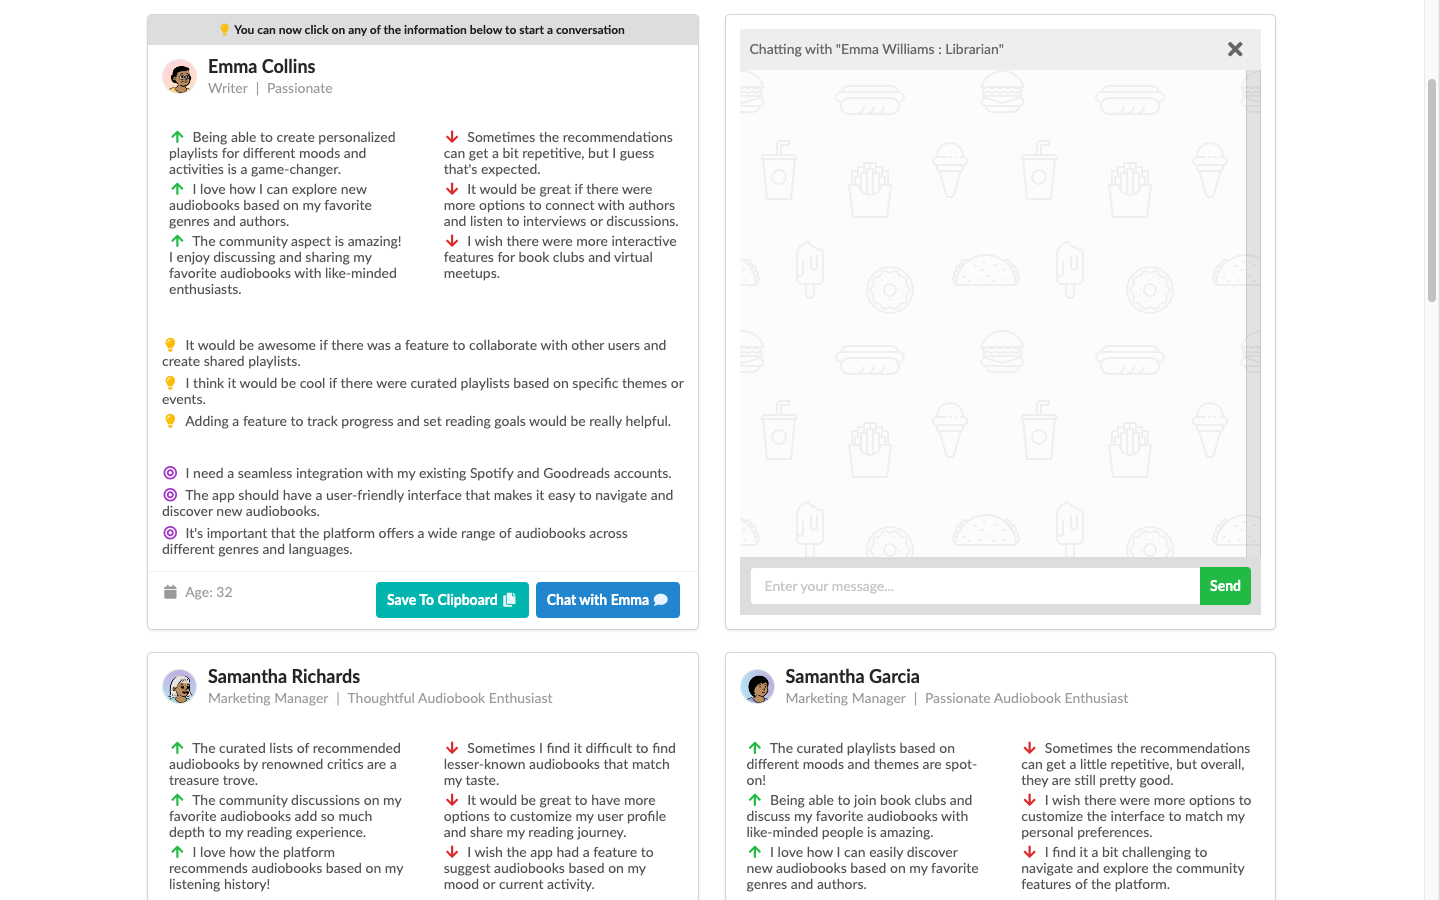 You can now click on any of the information below to start a conversation
Emma Collins
Writer | Passionate
Being able to create personalized
playlists for different moods and
activities is a game-changer.
I love how I can explore new
audiobooks based on my favorite
genres and authors.
The community aspect is amazing!
I enjoy discussing and sharing my
favorite audiobooks with like-minded
enthusiasts.
Sometimes the recommendations
can get a bit repetitive, but I guess
that's expected.
It would be great if there were
more options to connect with authors
and listen to interviews or discussions.
I wish there were more interactive
features for book clubs and virtual
meetups.
It would be awesome if there was a feature to collaborate with other users and
create shared playlists.
I think it would be cool if there were curated playlists based on specific themes or
events.
Adding a feature to track progress and set reading goals would be really helpful.
I need a seamless integration with my existing Spotify and Goodreads accounts.
The app should have a user-friendly interface that makes it easy to navigate and
discover new audiobooks.
It's important that the platform offers a wide range of audiobooks across
different genres and languages.
Age: 32
Save To Clipboard
Chat with Emma
Chatting with "Emma Williams : Librarian"
Enter your message...
Send
Samantha Richards
Marketing Manager | Thoughtful Audiobook Enthusiast
The curated lists of recommended
audiobooks by renowned critics are a
treasure trove.
The community discussions on my
favorite audiobooks add so much
depth to my reading experience.
I love how the platform
recommends audiobooks based on my
listening history!
Sometimes I find it difficult to find
lesser-known audiobooks that match
my taste.
It would be great to have more
options to customize my user profile
and share my reading journey.
I wish the app had a feature to
suggest audiobooks based on my
mood or current activity.
Samantha Garcia
Marketing Manager | Passionate Audiobook Enthusiast
The curated playlists based on
different moods and themes are spot-
on!
Being able to join book clubs and
discuss my favorite audiobooks with
like-minded people is amazing.
I love how I can easily discover
new audiobooks based on my favorite
genres and authors.
Sometimes the recommendations
can get a little repetitive, but overall,
they are still pretty good.
I wish there were more options to
customize the interface to match my
personal preferences.
I find it a bit challenging to
navigate and explore the community
features of the platform.